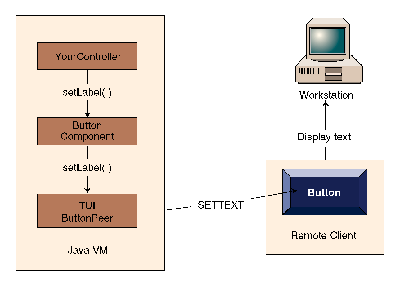 YourController
setLabel( )
Button
Component
setLabel( )
TUI
ButtonPeer
Java VM
SETTEXT
Workstation
Display text
Button
Remote Client